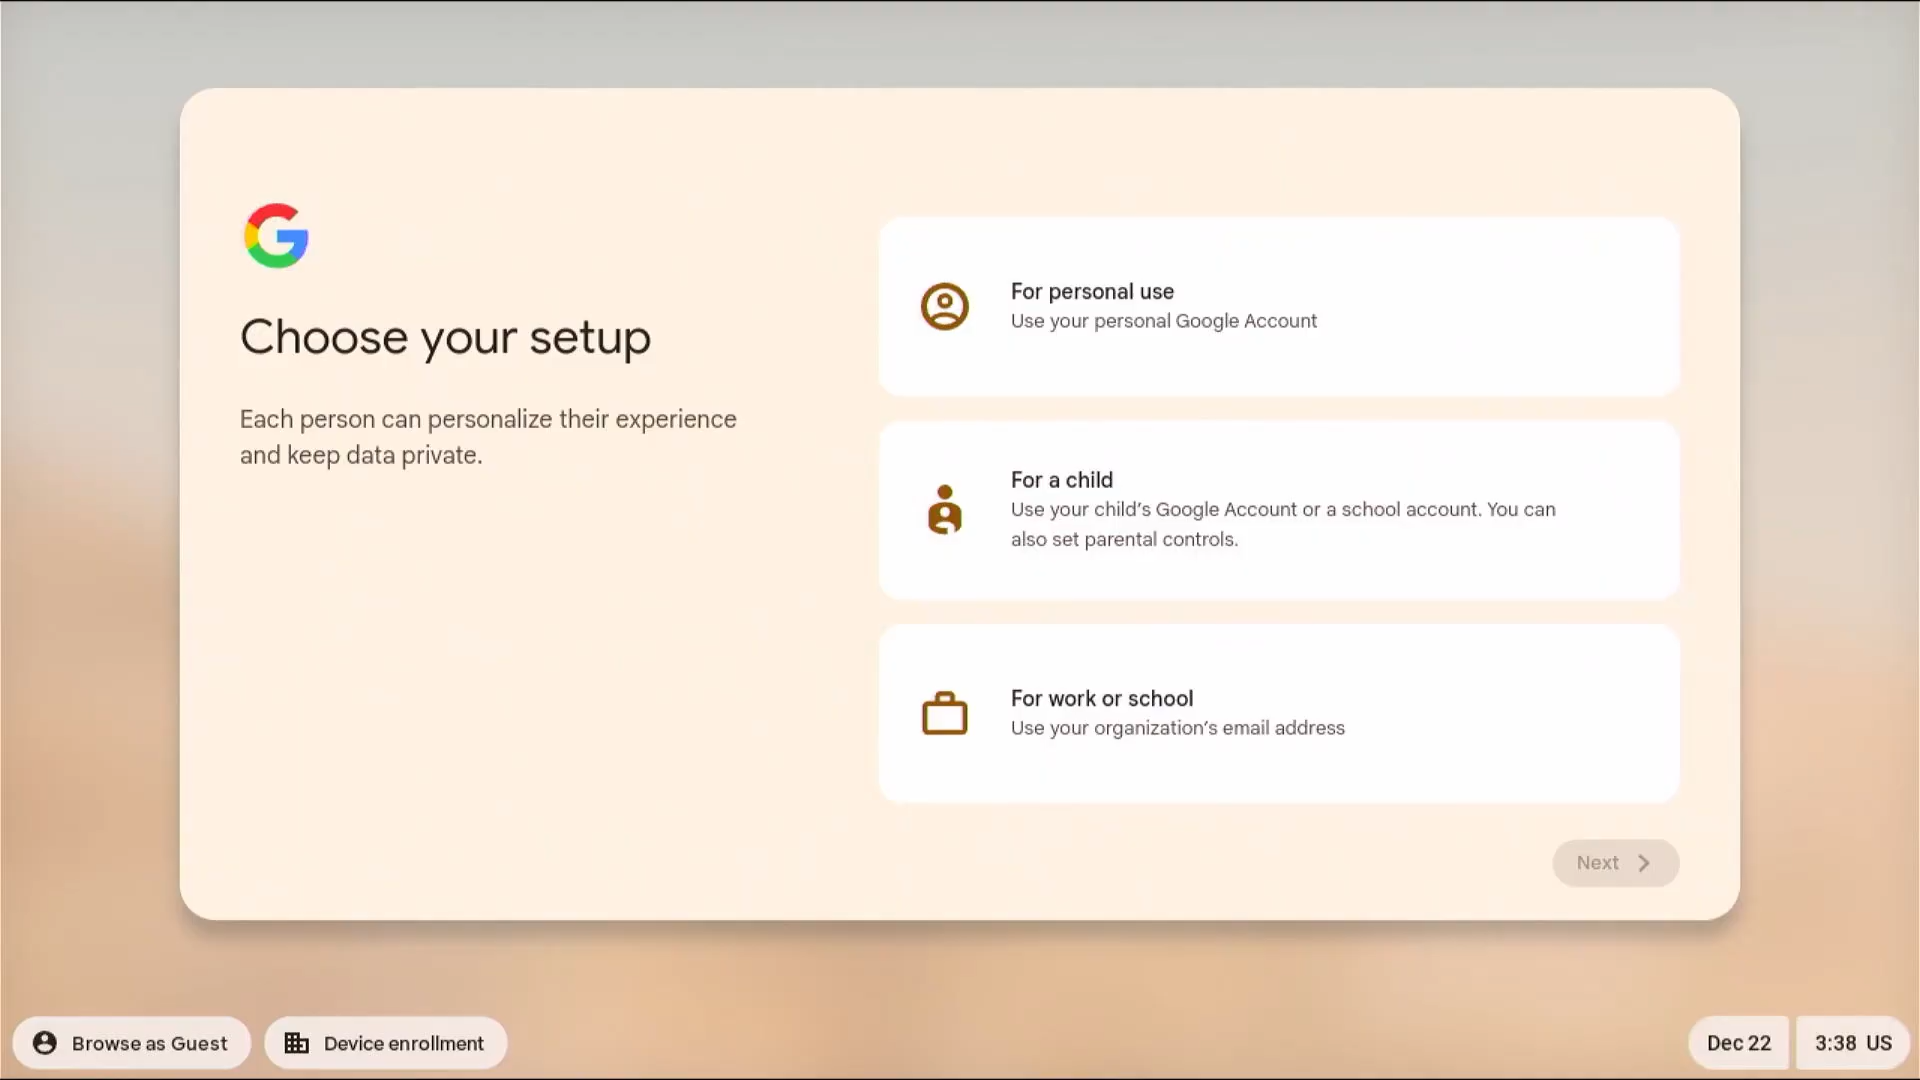 Choose your setup
Each person can personalize their experience
and keep data private.
For personal use
Use your personal Google Account
For a child
Use your child’s Google Account or a school account. You can
also set parental controls.
For work or school
Use your organization’s email address
Next
Browse as Guest
Device enrollment
Dec 22
3:38 US